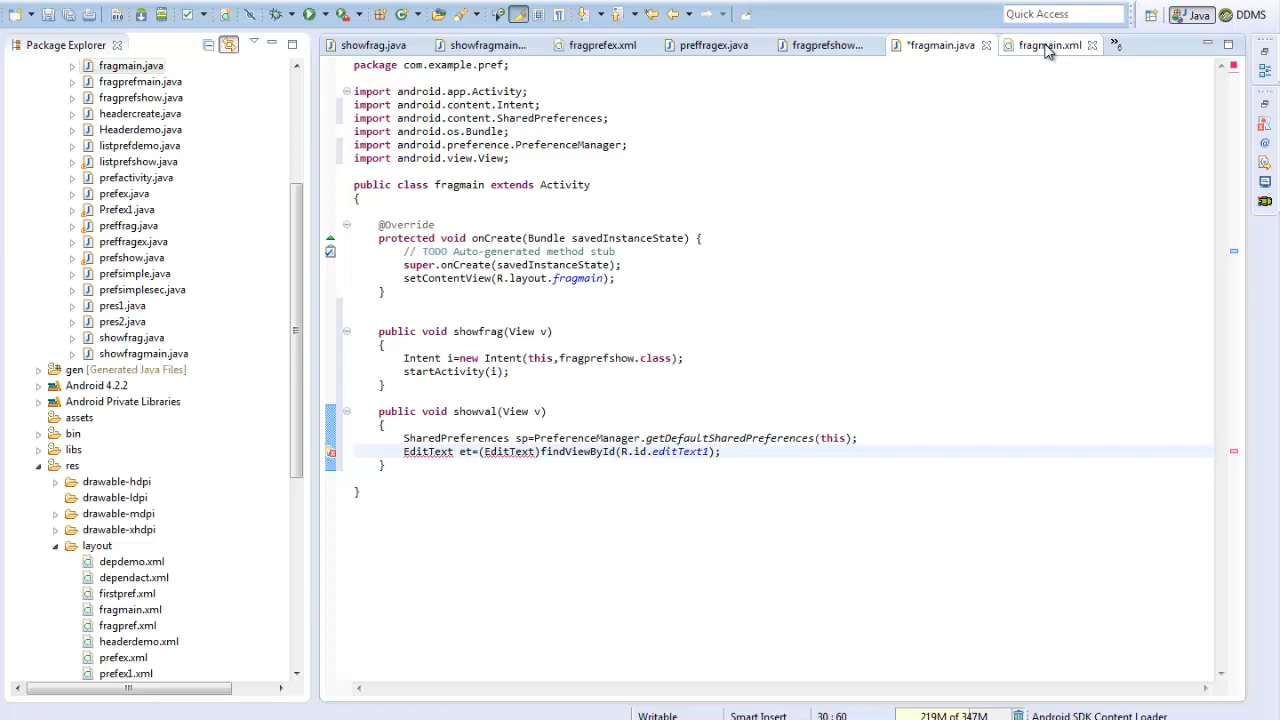 Quick Access
Java
DDMS
Package Explorer
showfrag.java
showfragmain...
fragprefex.xml
preffragex.java
fragprefshow...
*fragmain.java
fragmain.xml
6
fragmain.java
fragprefmain.java
fragprefshow.java
headercreate.java
Headerdemo.java
listprefdemo.java
listprefshow.java
prefactivity.java
prefex.java
Prefex1.java
preffrag.java
preffragex.java
prefshow.java
prefsimple.java
prefsimplesec.java
pres1.java
pres2.java
showfrag.java
showfragmain.java
gen [Generated Java Files]
Android 4.2.2
Android Private Libraries
assets
bin
libs
res
drawable-hdpi
drawable-ldpi
drawable-mdpi
drawable-xhdpi
layout
depdemo.xml
dependact.xml
firstpref.xml
fragmain.xml
fragpref.xml
headerdemo.xml
prefex.xml
prefex1.xml
package com.example.pref;
import android.app.Activity;
import android.content.Intent;
import android.content.SharedPreferences;
import android.os.Bundle;
import android.preference.PreferenceManager;
import android.view.View;
public class fragmain extends Activity
{
@Override
protected void onCreate(Bundle savedInstanceState) {
// TODO Auto-generated method stub
super.onCreate(savedInstanceState);
setContentView(R.layout.fragmain);
}
public void showfrag(View v)
{
Intent i=new Intent(this,fragprefshow.class);
startActivity(i);
}
public void showval(View v)
{
SharedPreferences sp=PreferenceManager.getDefaultSharedPreferences(this);
EditText et=(EditText)findViewById(R.id.editText1);
}
}
Writable
Smart Insert
30 : 60
219M of 347M
Android SDK Content Loader